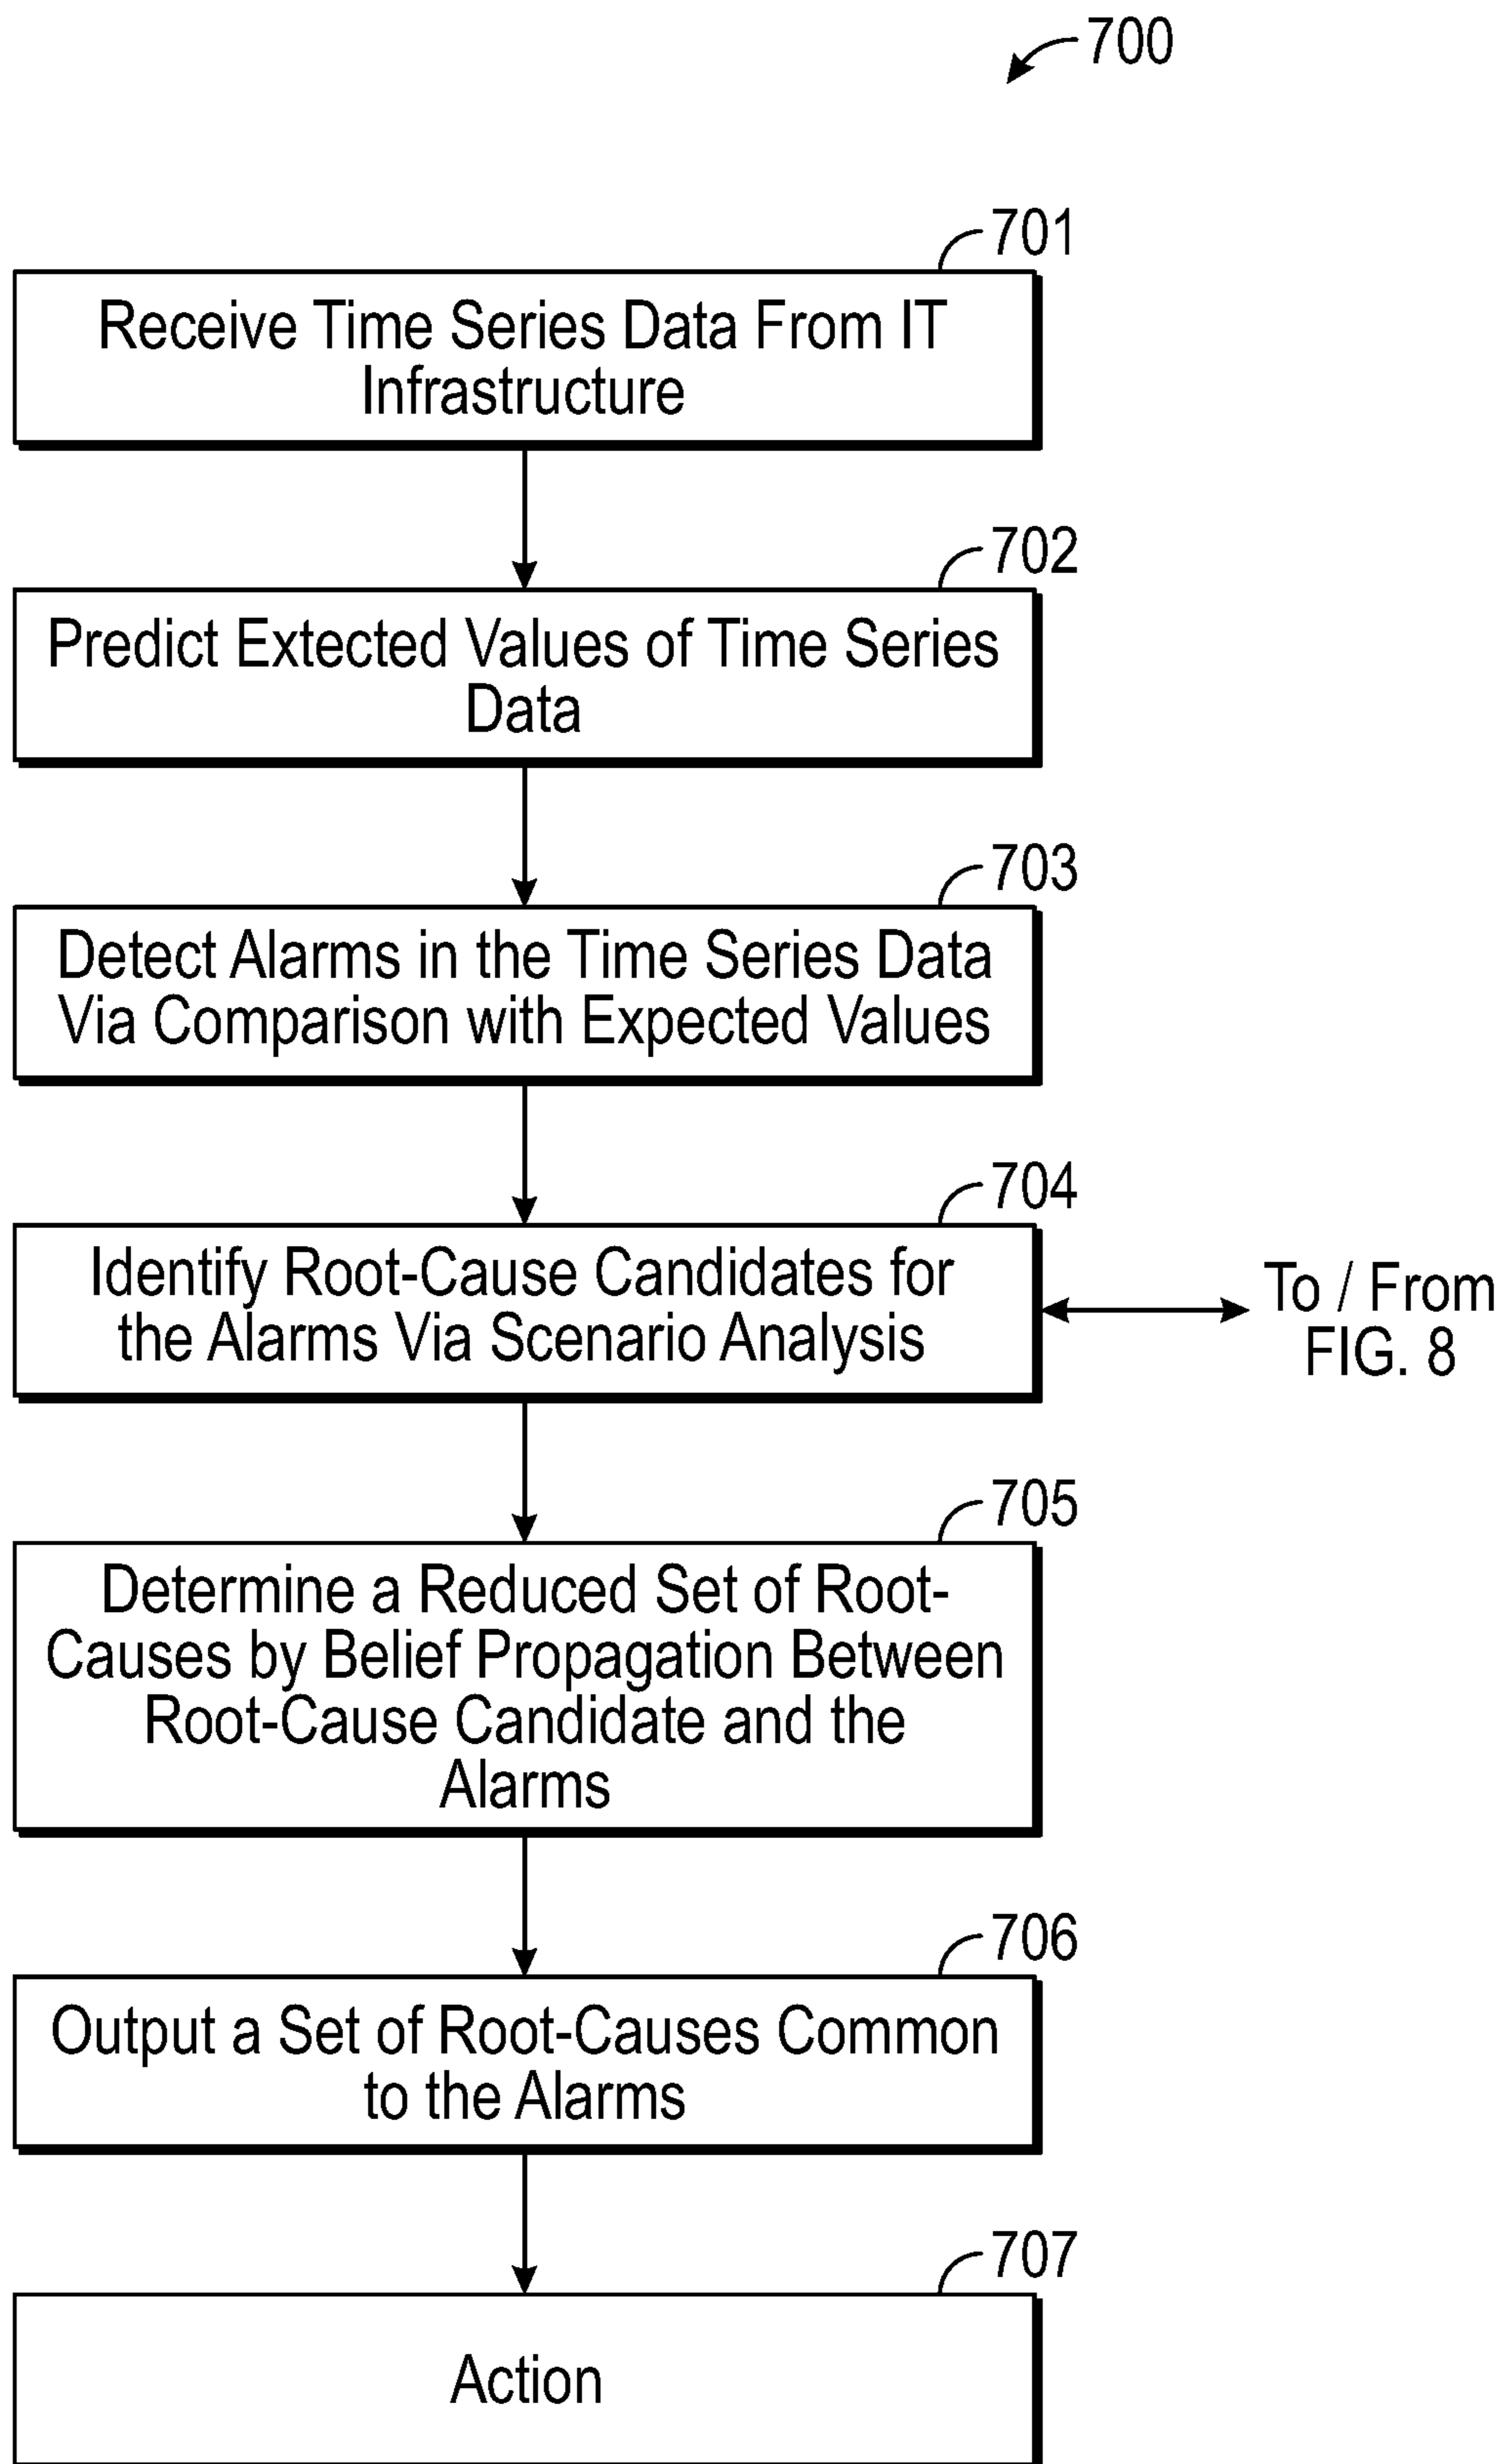 700
701
Receive Time Series Data From IT
Infrastructure
702
Predict Extected Values of Time Series
Data
703
Detect Alarms in the Time Series Data
Via Comparison with Expected Values
704
Identify Root-Cause Candidates for
the Alarms Via Scenario Analysis
To / From
FIG. 8
705
Determine a Reduced Set of Root-
Causes by Belief Propagation Between
Root-Cause Candidate and the
Alarms
706
Output a Set of Root-Causes Common
to the Alarms
707
Action